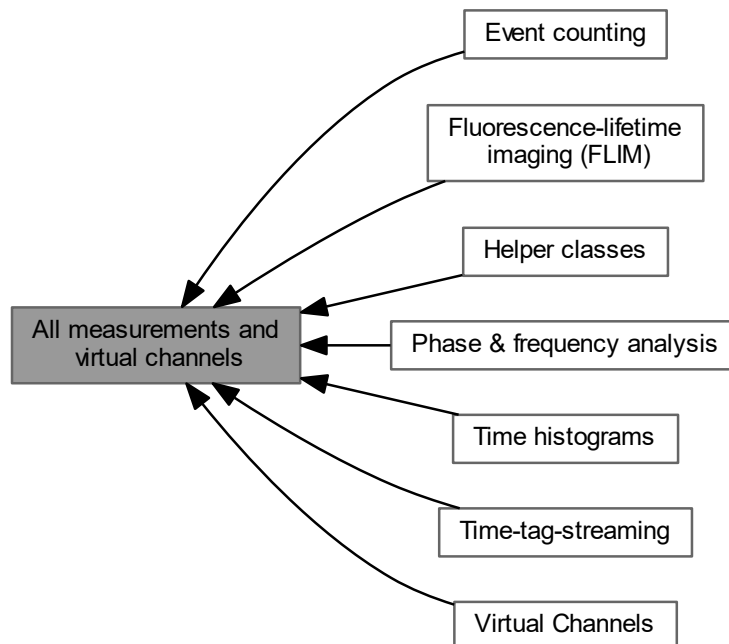 Event counting
Fluorescence-lifetime
imaging (FLIM)
Helper classes
All measurements and
virtual channels
Phase & frequency analysis
Time histograms
Time-tag-streaming
Virtual Channels